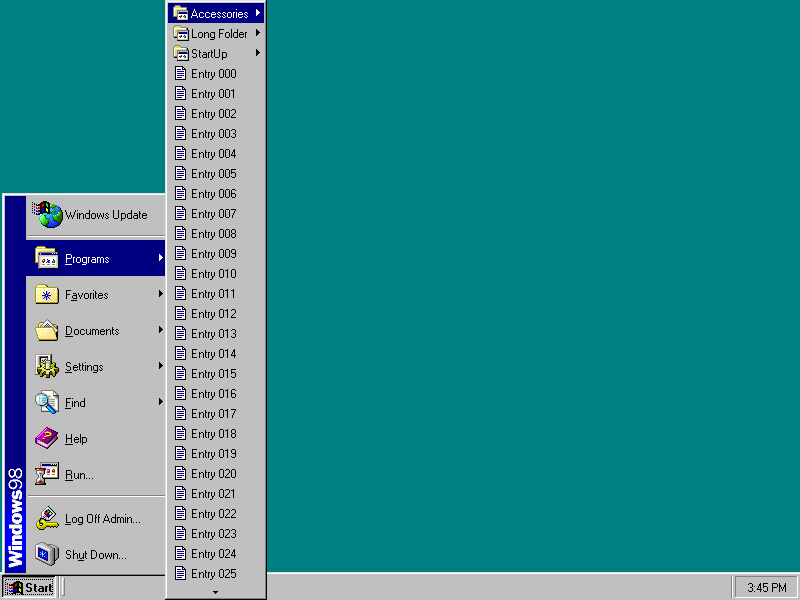 Accessories
Long Folder
StartUp
Entry 000
Entry 001
Entry 002
Entry 003
Entry 004
Entry 005
Entry 006
Entry 007
Entry 008
Entry 009
Entry 010
Entry 011
Entry 012
Entry 013
Entry 014
Entry 015
Entry 016
Entry 017
Entry 018
Entry 019
Entry 020
Entry 021
Entry 022
Entry 023
Entry 024
Entry 025
Windows Update
Programs
Favorites
Documents
Settings
Find
Help
Run...
Log Off Admin...
Shut Down...
Windows98
Start
3:45 PM